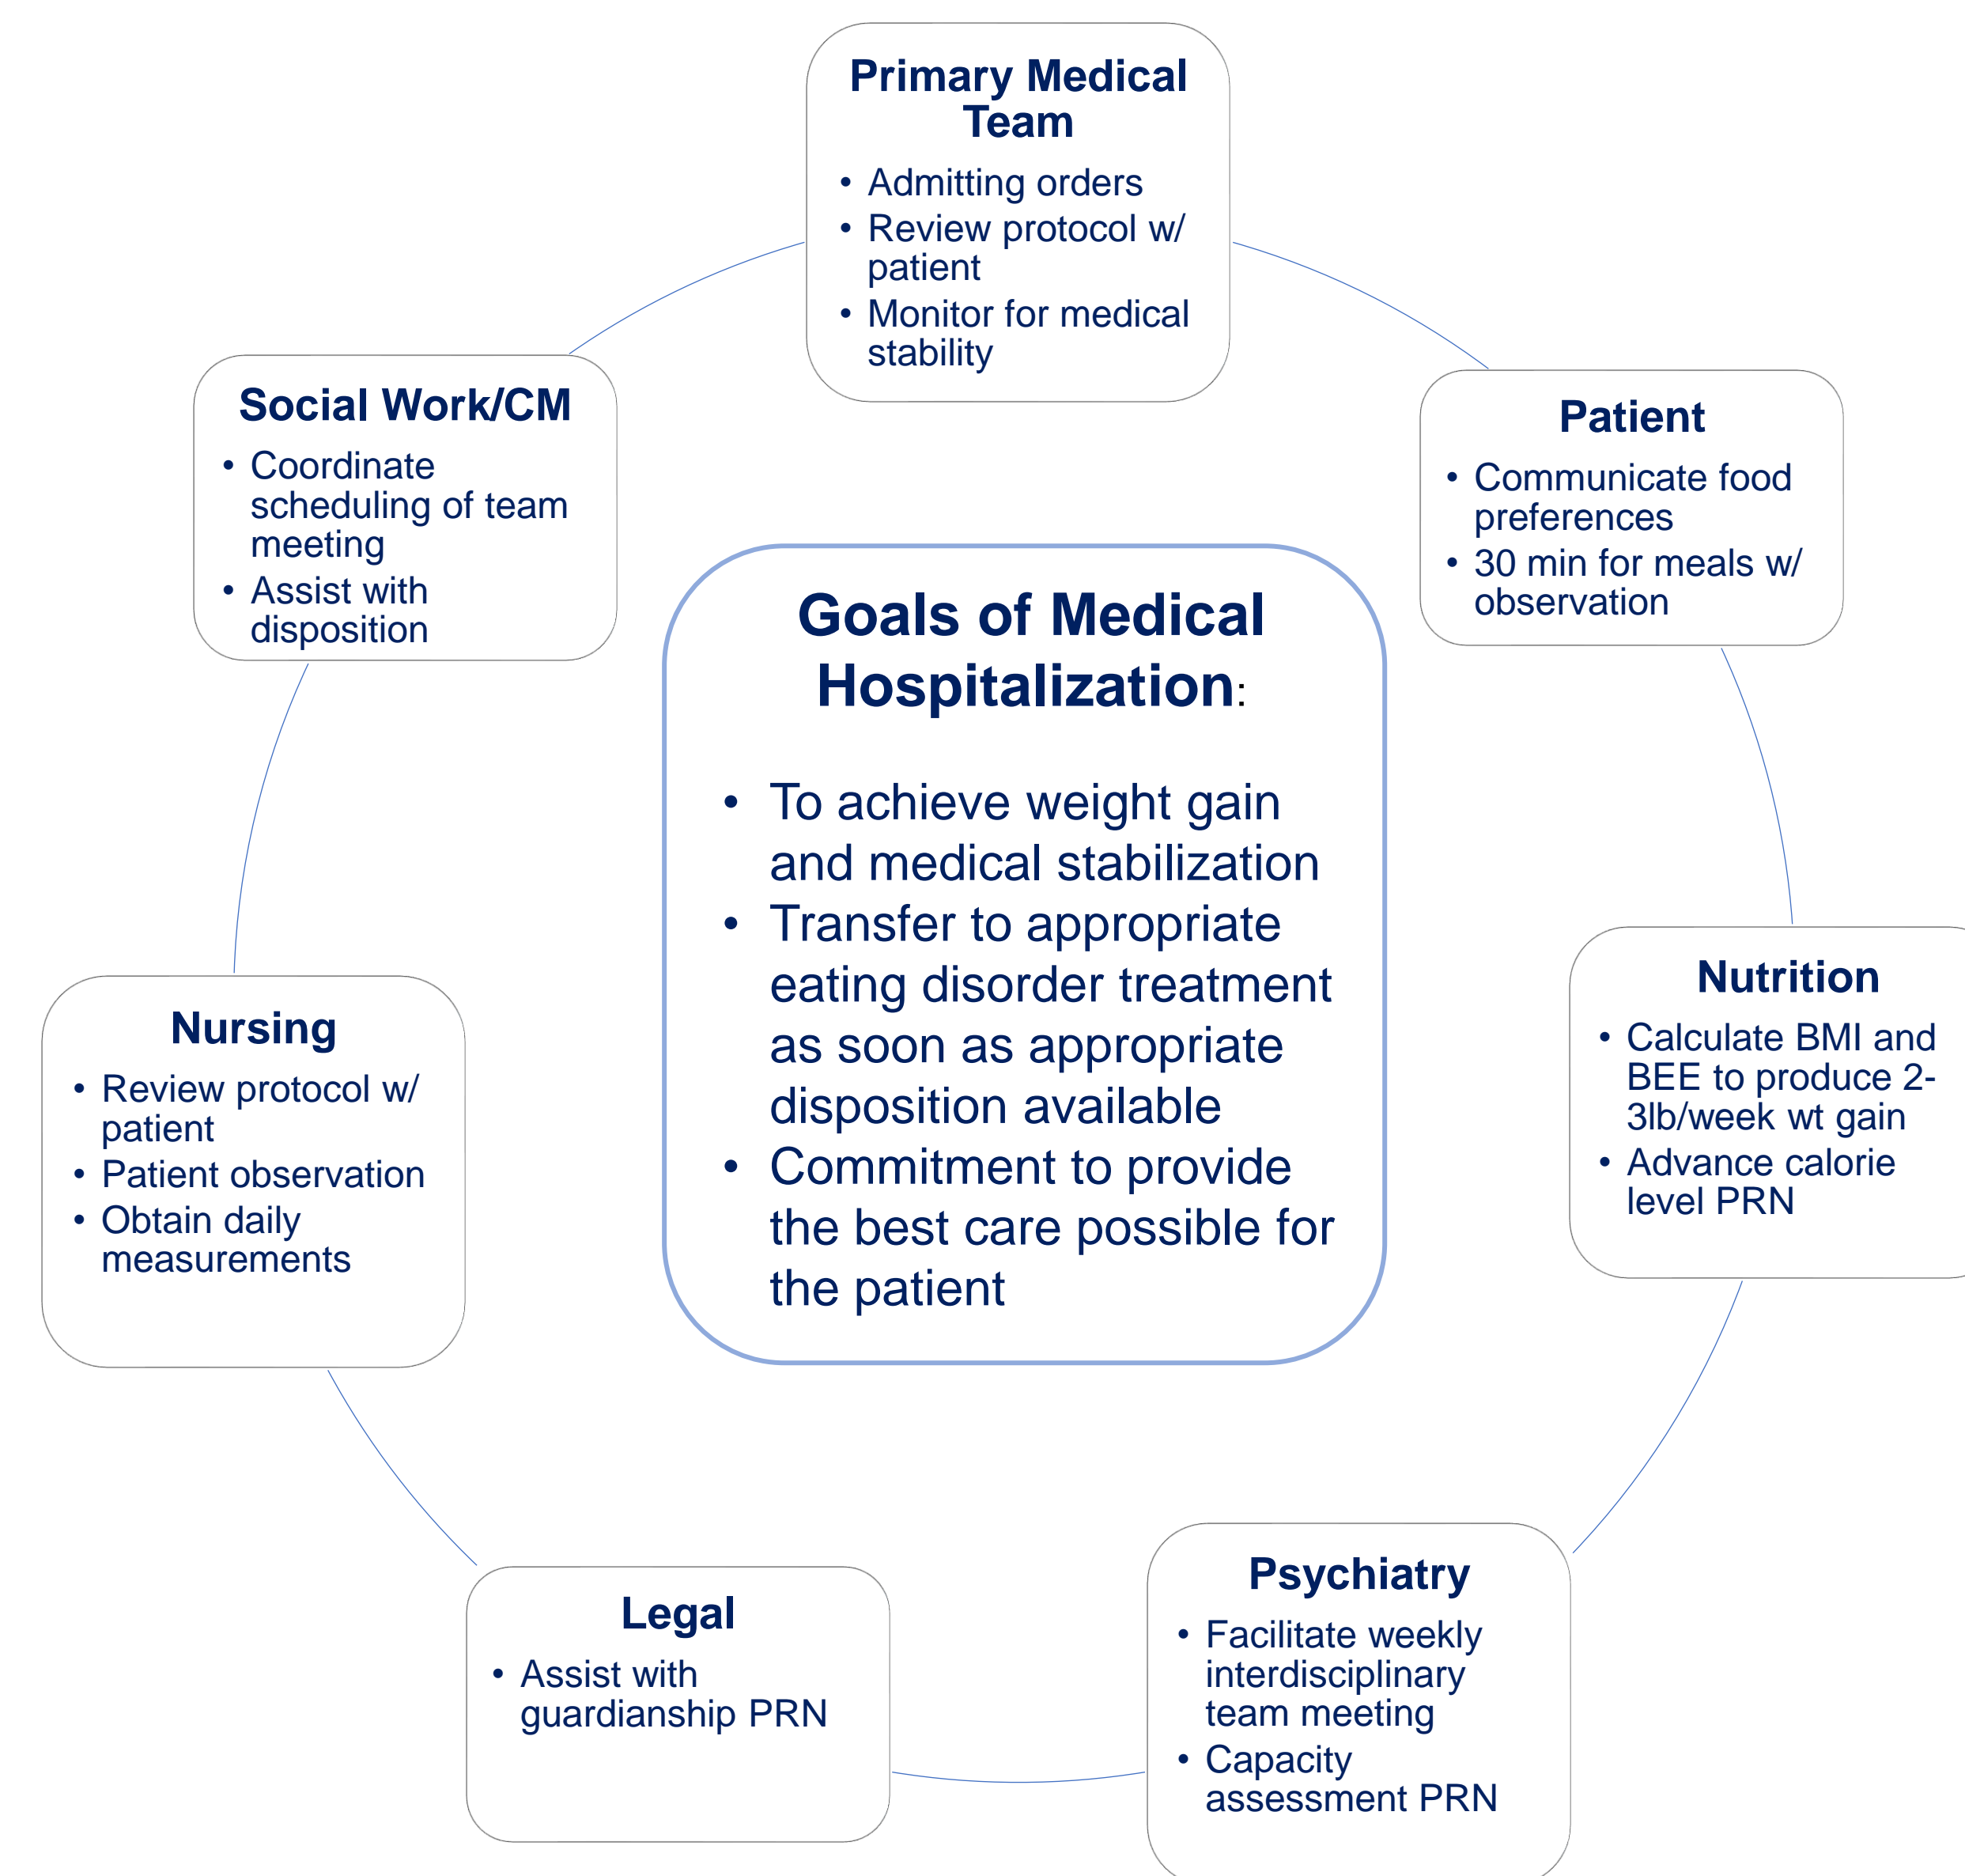 Primary Medical
Team
• Admitting orders
• Review protocol w/
patient
• Monitor for medical
stability
Social Work/CM
• Coordinate
scheduling of team
meeting
• Assist with
disposition
Patient
• Communicate food
preferences
• 30 min for meals w/
observation
Goals of Medical
Hospitalization:
• To achieve weight gain
and medical stabilization
• Transfer to appropriate
eating disorder treatment
as soon as appropriate
disposition available
• Commitment to provide
the best care possible for
the patient
Nursing
• Review protocol w/
patient
• Patient observation
• Obtain daily
measurements
Nutrition
• Calculate BMI and
BEE to produce 2-
3lb/week wt gain
• Advance calorie
level PRN
Legal
• Assist with
guardianship PRN
Psychiatry
• Facilitate weekly
interdisciplinary
team meeting
• Capacity
assessment PRN